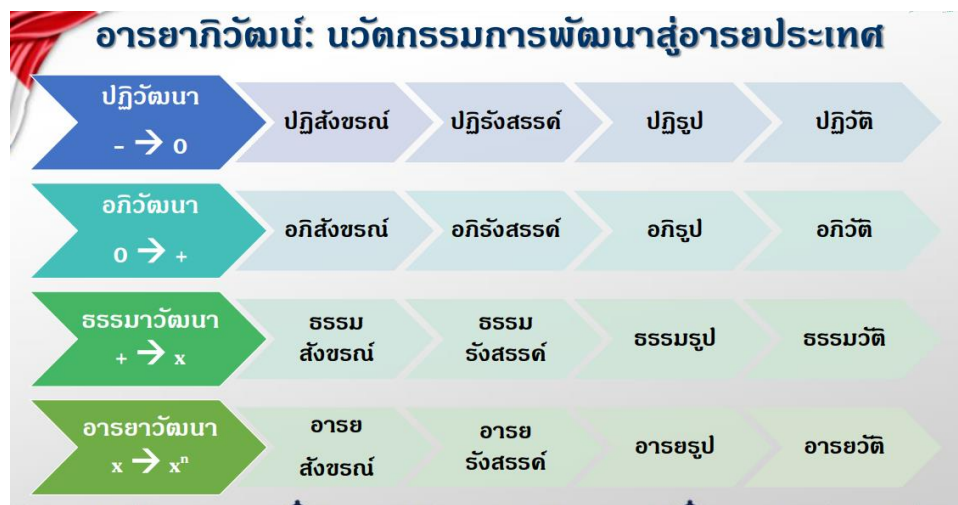 อารยาภิวัฒน์: นวัตกรรมการพัฒนาสู่อารยประเทศ
ปฏิวัฒนา
- → 0
ปฏิสังขรณ์
ปฏิรังสรรค์
ปฏิรูป
ปฏิวัติ
อภิวัฒนา
0 → +
อภิสังขรณ์
อภิรังสรรค์
อภิรูป
อภิวัติ
ธรรมาวัฒนา
+ → x
ธรรม
สังขรณ์
ธรรม
รังสรรค์
ธรรมรูป
ธรรมวัติ
อารยาวัฒนา
x → xⁿ
อารย
สังขรณ์
อารย
รังสรรค์
อารยรูป
อารยวัติ